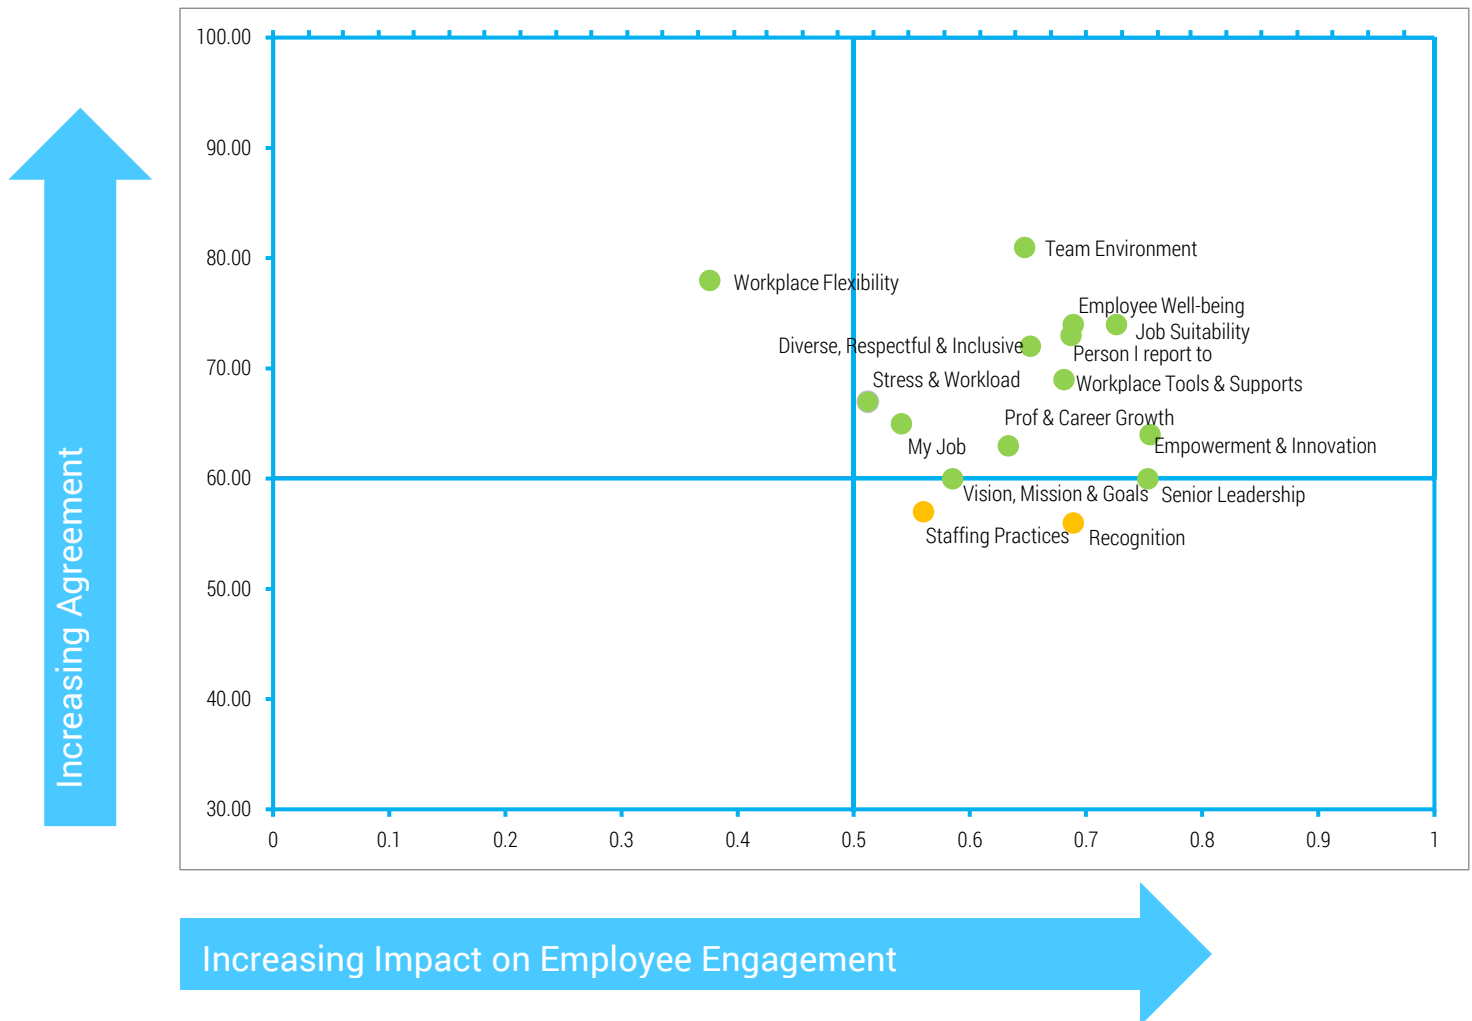 100.00
90.00
80.00
70.00
60.00
50.00
40.00
30.00
Increasing Agreement
Team Environment
Workplace Flexibility
Employee Well-being
Job Suitability
Diverse, Respectful & Inclusive
Person I report to
Stress & Workload
Workplace Tools & Supports
Prof & Career Growth
My Job
Empowerment & Innovation
Vision, Mission & Goals
Senior Leadership
Staffing Practices
Recognition
0 0.1 0.2 0.3 0.4 0.5 0.6 0.7 0.8 0.9 1
Increasing Impact on Employee Engagement